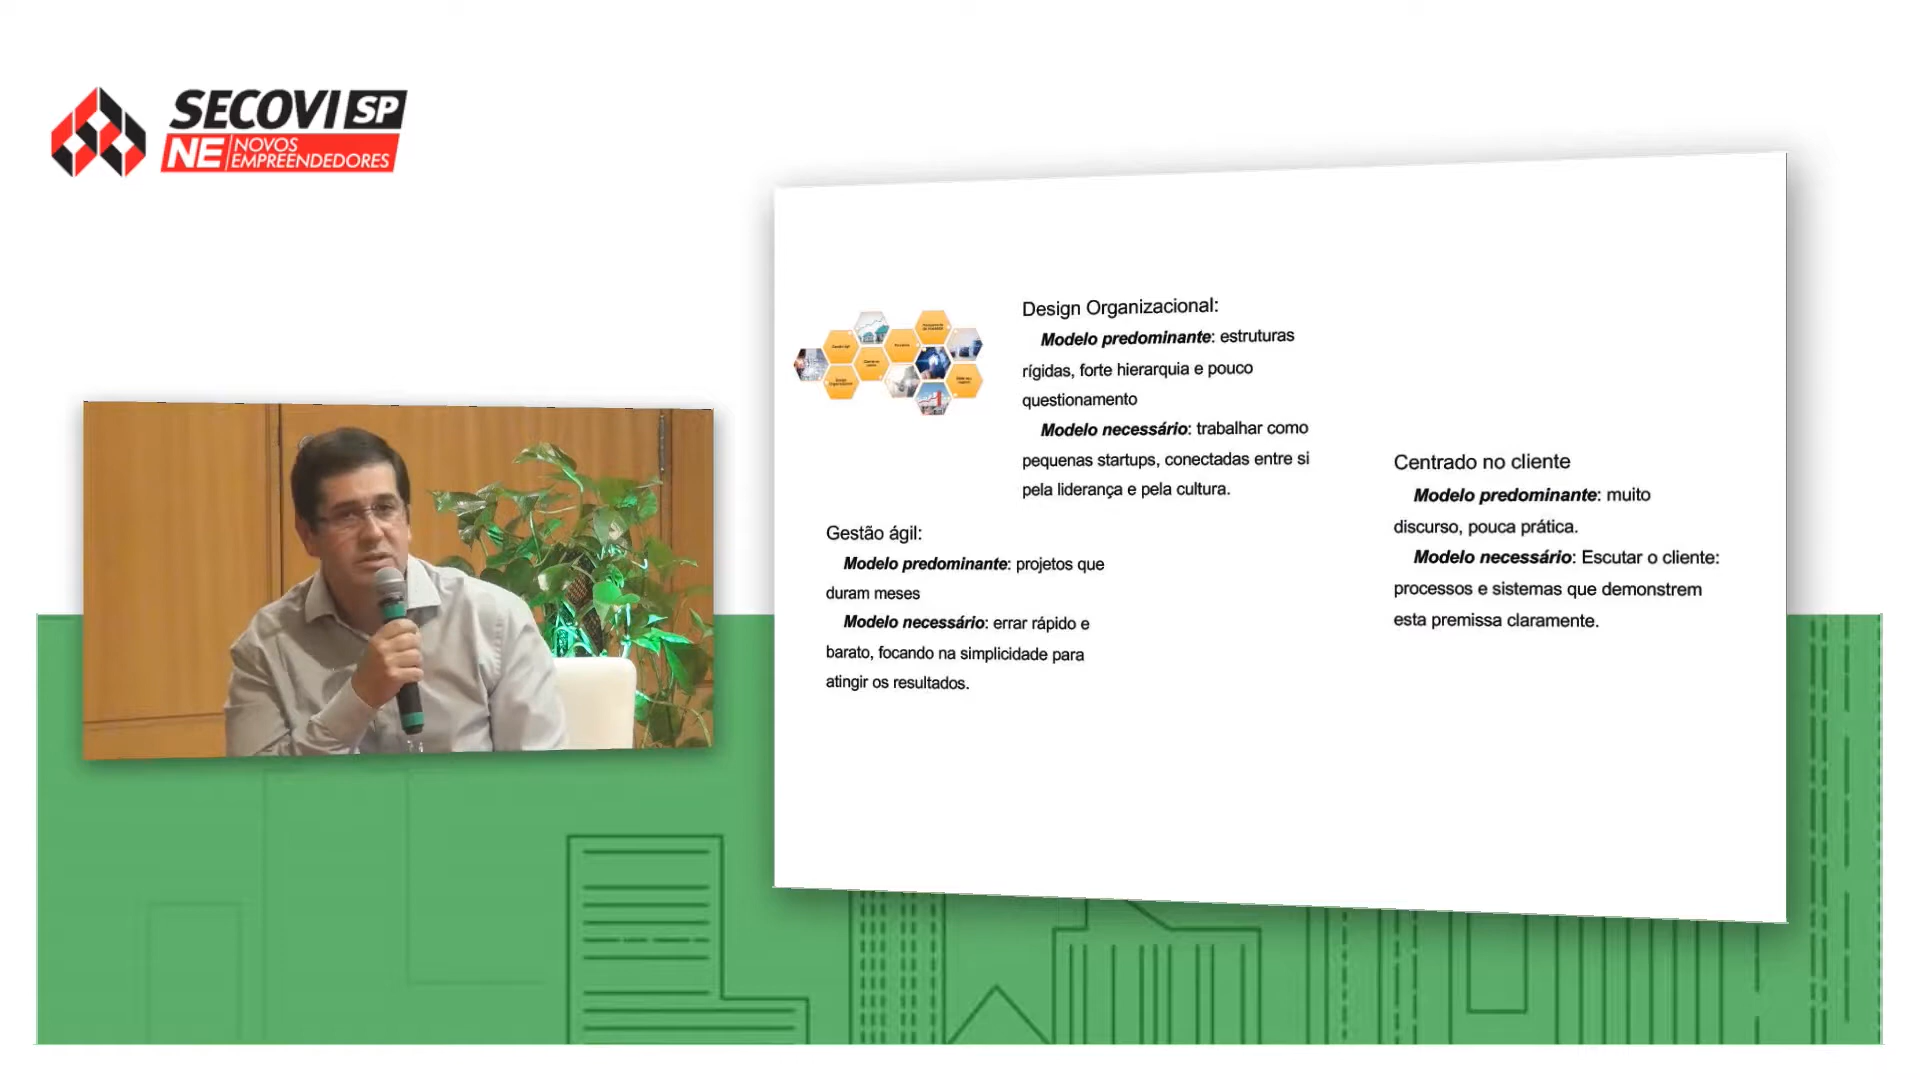 SECOVI SP
NE NOVOS
EMPREENDEDORES
Design Organizacional:
Modelo predominante: estruturas
rígidas, forte hierarquia e pouco
questionamento
Modelo necessário: trabalhar como
pequenas startups, conectadas entre si
pela liderança e pela cultura.
Gestão ágil:
Modelo predominante: projetos que
duram meses
Modelo necessário: errar rápido e
barato, focando na simplicidade para
atingir os resultados.
Centrado no cliente
Modelo predominante: muito
discurso, pouca prática.
Modelo necessário: Escutar o cliente:
processos e sistemas que demonstrem
esta premissa claramente.